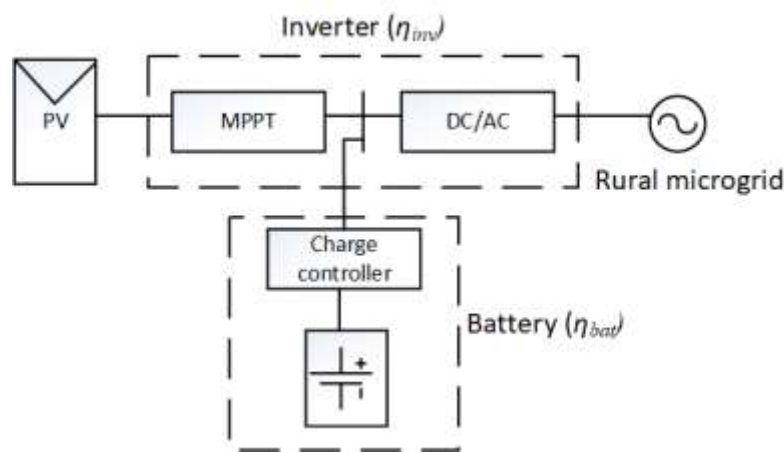 Inverter (ηinv)
PV
MPPT
DC/AC
Rural microgrid
Charge
controller
Battery (ηbat)
+